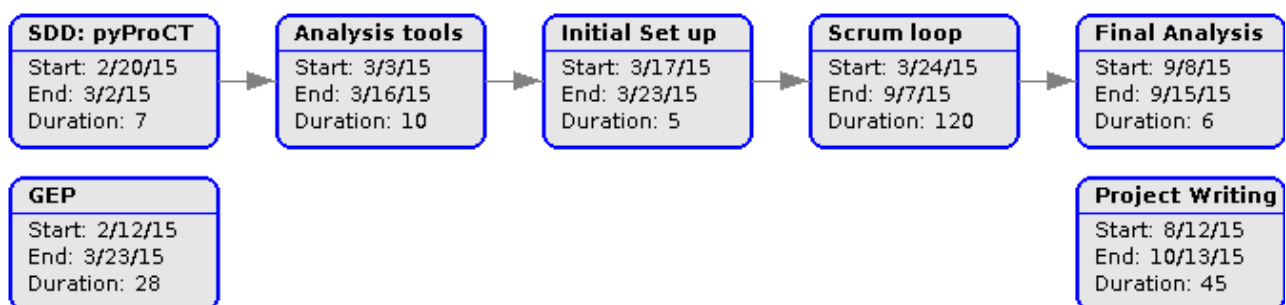 SDD: pyProCT
Start: 2/20/15
End: 3/2/15
Duration: 7
Analysis tools
Start: 3/3/15
End: 3/16/15
Duration: 10
Initial Set up
Start: 3/17/15
End: 3/23/15
Duration: 5
Scrum loop
Start: 3/24/15
End: 9/7/15
Duration: 120
Final Analysis
Start: 9/8/15
End: 9/15/15
Duration: 6
GEP
Start: 2/12/15
End: 3/23/15
Duration: 28
Project Writing
Start: 8/12/15
End: 10/13/15
Duration: 45